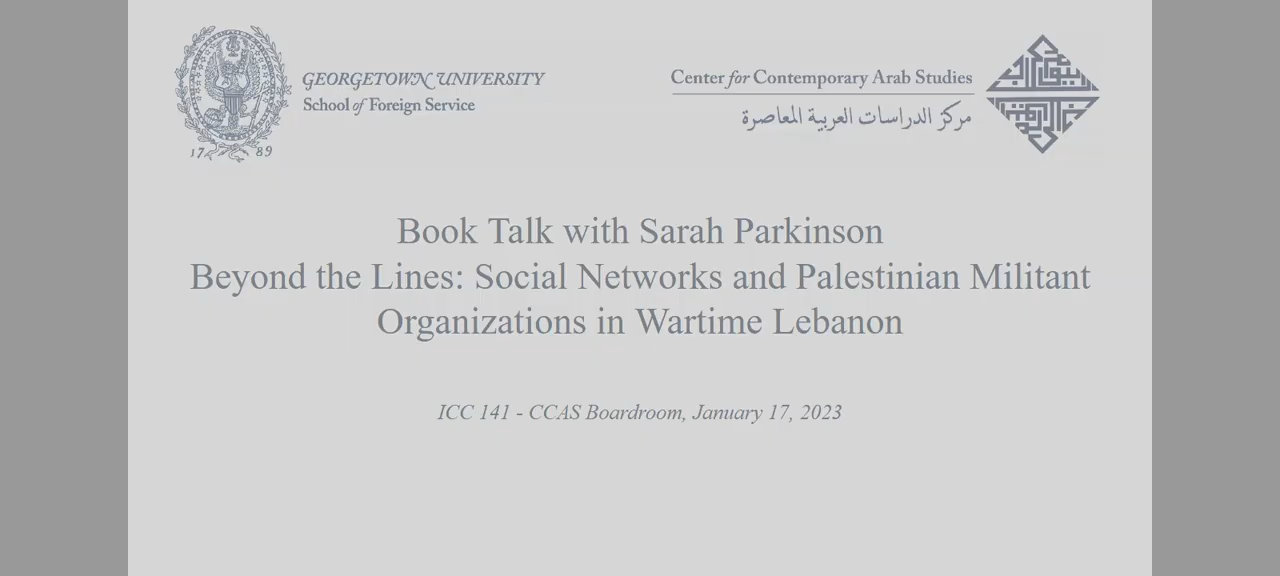 GEORGETOWN UNIVERSITY
School of Foreign Service
1789
Center for Contemporary Arab Studies
مركز الدراسات العربية المعاصرة
Book Talk with Sarah Parkinson
Beyond the Lines: Social Networks and Palestinian Militant
Organizations in Wartime Lebanon
ICC 141 - CCAS Boardroom, January 17, 2023